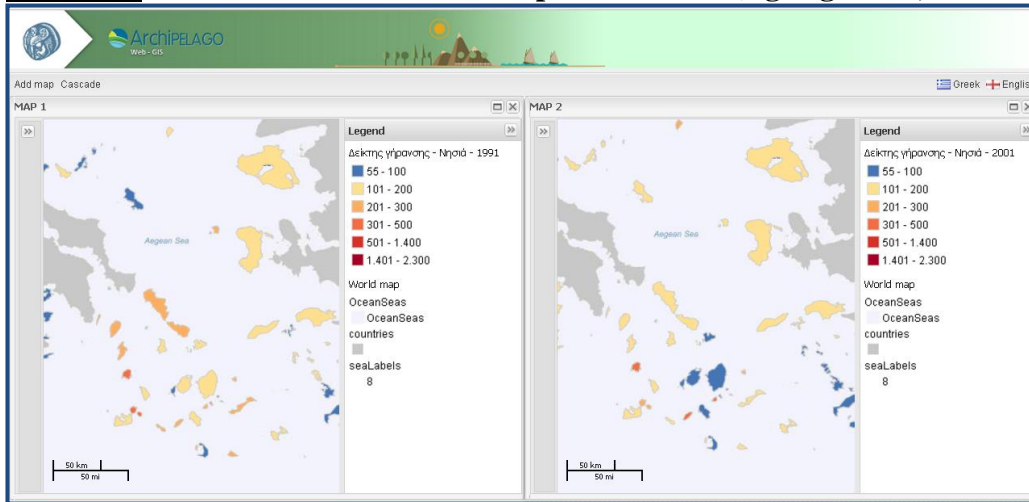 ArchiPELAGO
Web - GIS
Add map Cascade
Greek Englis
MAP 1
Legend
Δείκτης γήρανσης - Νησιά - 1991
55 - 100
101 - 200
201 - 300
301 - 500
501 - 1.400
1.401 - 2.300
World map
OceanSeas
OceanSeas
countries
seaLabels
8
Aegean Sea
50 km
50 mi
MAP 2
Legend
Δείκτης γήρανσης - Νησιά - 2001
55 - 100
101 - 200
201 - 300
301 - 500
501 - 1.400
1.401 - 2.300
World map
OceanSeas
OceanSeas
countries
seaLabels
8
Aegean Sea
50 km
50 mi